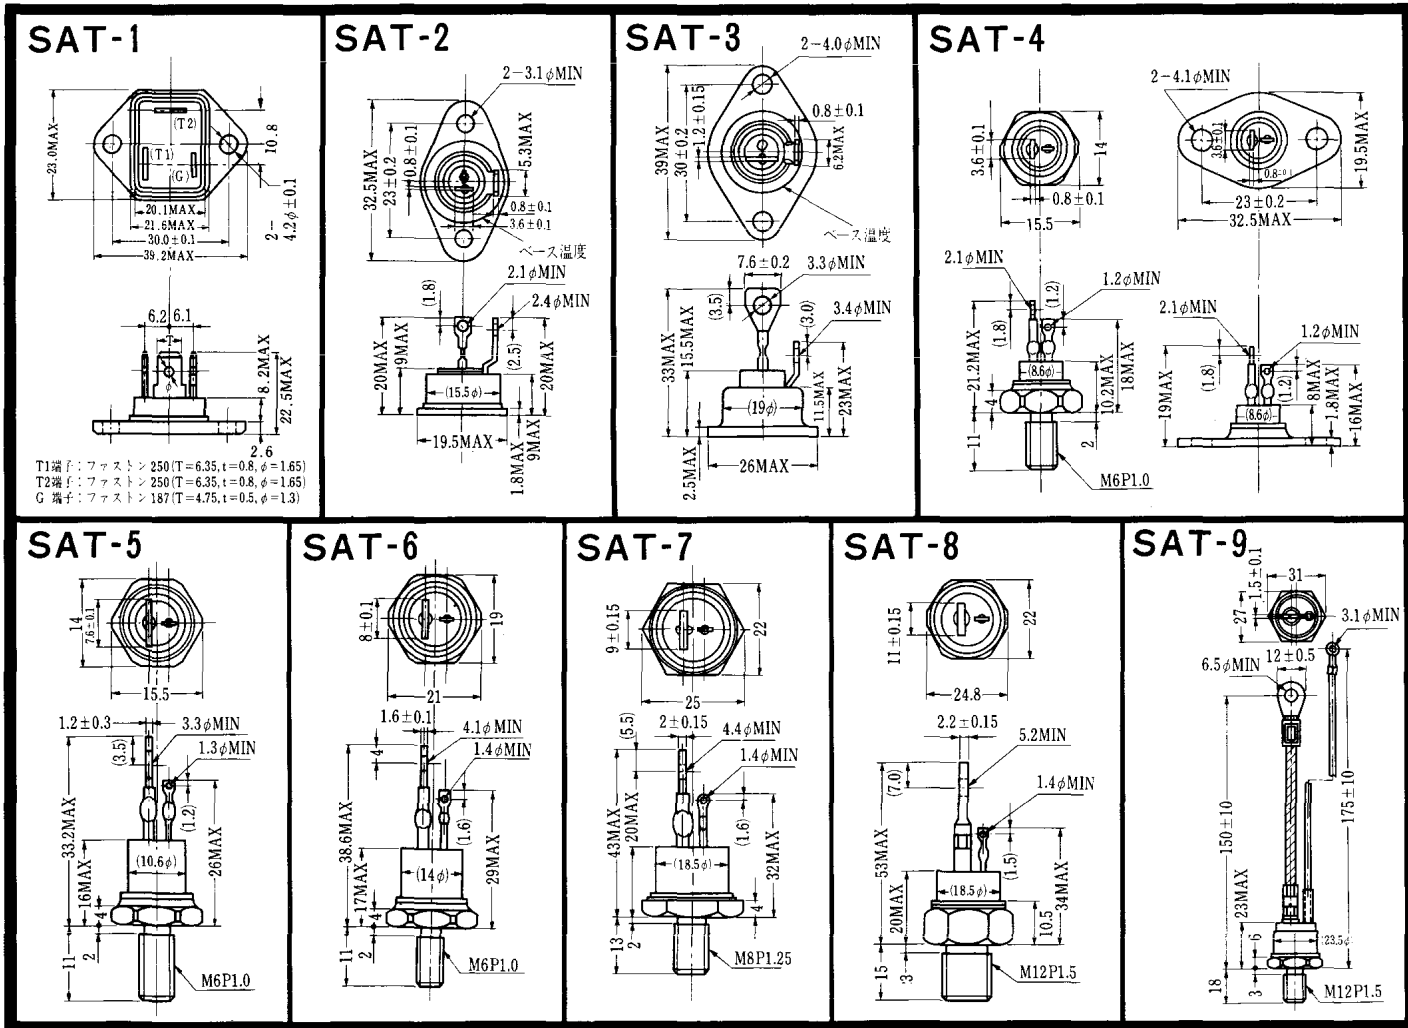 SAT-1
23.0MAX
(T2)
(T1)
(G)
10.8
20.1MAX
21.6MAX
30.0±0.1
39.2MAX
2-
4.2φ±0.1
6.2
6.1
T
φ
8.2MAX
22.5MAX
2.6
T1端子:ファストン250(T=6.35, t=0.8, φ=1.65)
T2端子:ファストン250(T=6.35, t=0.8, φ=1.65)
G 端子:ファストン187(T=4.75, t=0.5, φ=1.3)
SAT-2
2-3.1φMIN
32.5MAX
23±0.2
0.8±0.1
5.3MAX
0.8±0.1
3.6±0.1
ベース温度
(1.8)
2.1φMIN
2.4φMIN
20MAX
9MAX
(15.5φ)
(2.5)
20MAX
19.5MAX
1.8MAX
9MAX
SAT-3
2-4.0φMIN
39MAX
30±0.2
1.2±0.15
0.8±0.1
6.2MAX
ベース温度
7.6±0.2
3.3φMIN
(3.5)
(3.0)
3.4φMIN
33MAX
15.5MAX
(19φ)
11.3MAX
23MAX
26MAX
2.5MAX
SAT-4
2-4.1φMIN
3.6±0.1
14
0.8±0.1
15.5
3.6±0.1
19.5MAX
0.8±0.1
23±0.2
32.5MAX
2.1φMIN
(1.2)
1.2φMIN
(1.8)
21.2MAX
(8.6φ)
10.2MAX
18MAX
4
11
2
M6P1.0
2.1φMIN
1.2φMIN
(1.8)
(1.2)
19MAX
(8.6φ)
8MAX
1.8MAX
16MAX
SAT-5
14
7.6±0.1
15.5
1.2±0.3
3.3φMIN
(3.5)
1.3φMIN
(1.2)
33.2MAX
16MAX
(10.6φ)
26MAX
4
11
2
M6P1.0
SAT-6
8±0.1
19
21
1.6±0.1
4
4.1φMIN
1.4φMIN
(1.6)
38.6MAX
17MAX
(14φ)
29MAX
4
11
2
M6P1.0
SAT-7
9±0.15
22
25
(5.5)
2±0.15
4.4φMIN
1.4φMIN
(1.6)
43MAX
20MAX
(18.5φ)
32MAX
4
13
2
M8P1.25
SAT-8
11±0.15
22
24.8
2.2±0.15
5.2MIN
(7.0)
1.4φMIN
(1.5)
53MAX
20MAX
(18.5φ)
34MAX
10.5
15
3
M12P1.5
SAT-9
1.5±0.1
31
27
3.1φMIN
6.5φMIN
12±0.5
150±10
175±10
23MAX
6
23.5φ
18
3
M12P1.5